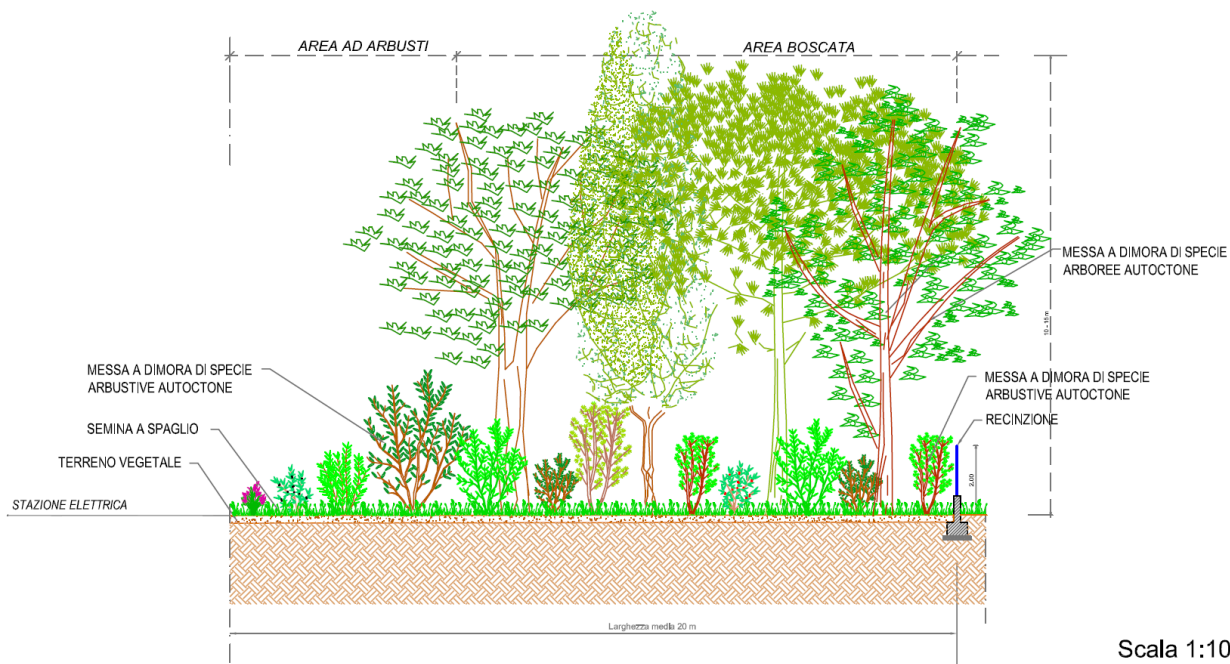 AREA AD ARBUSTI
AREA BOSCATA
MESSA A DIMORA DI SPECIE
ARBOREE AUTOCTONE
10 - 15 m
MESSA A DIMORA DI SPECIE
ARBUSTIVE AUTOCTONE
MESSA A DIMORA DI SPECIE
ARBUSTIVE AUTOCTONE
RECINZIONE
SEMINA A SPAGLIO
TERRENO VEGETALE
2,00
STAZIONE ELETTRICA
Larghezza media 20 m
Scala 1:10